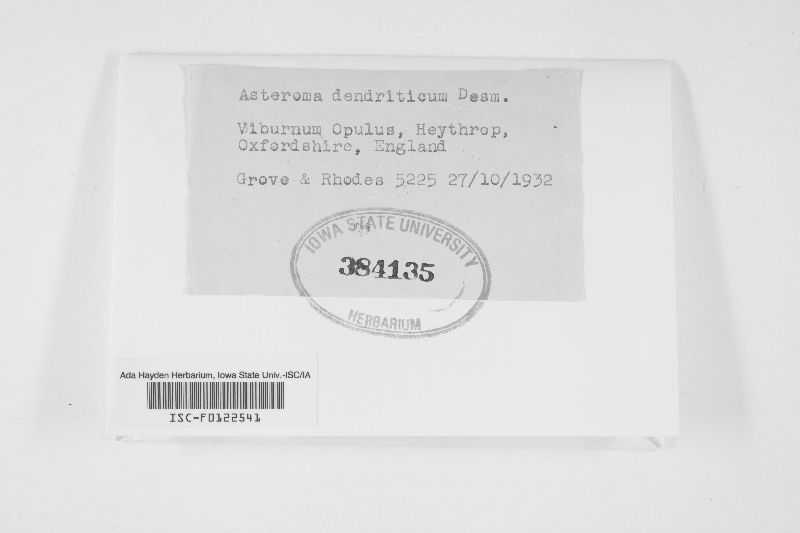 Asteroma dendriticum Desm.
Viburnum Opulus, Heythrop,
Oxfordshire, England
Grove & Rhodes 5225 27/10/1932
IOWA STATE UNIVERSITY
384135
HERBARIUM
Ada Hayden Herbarium, Iowa State Univ.-ISC/IA
ISC-F0122541